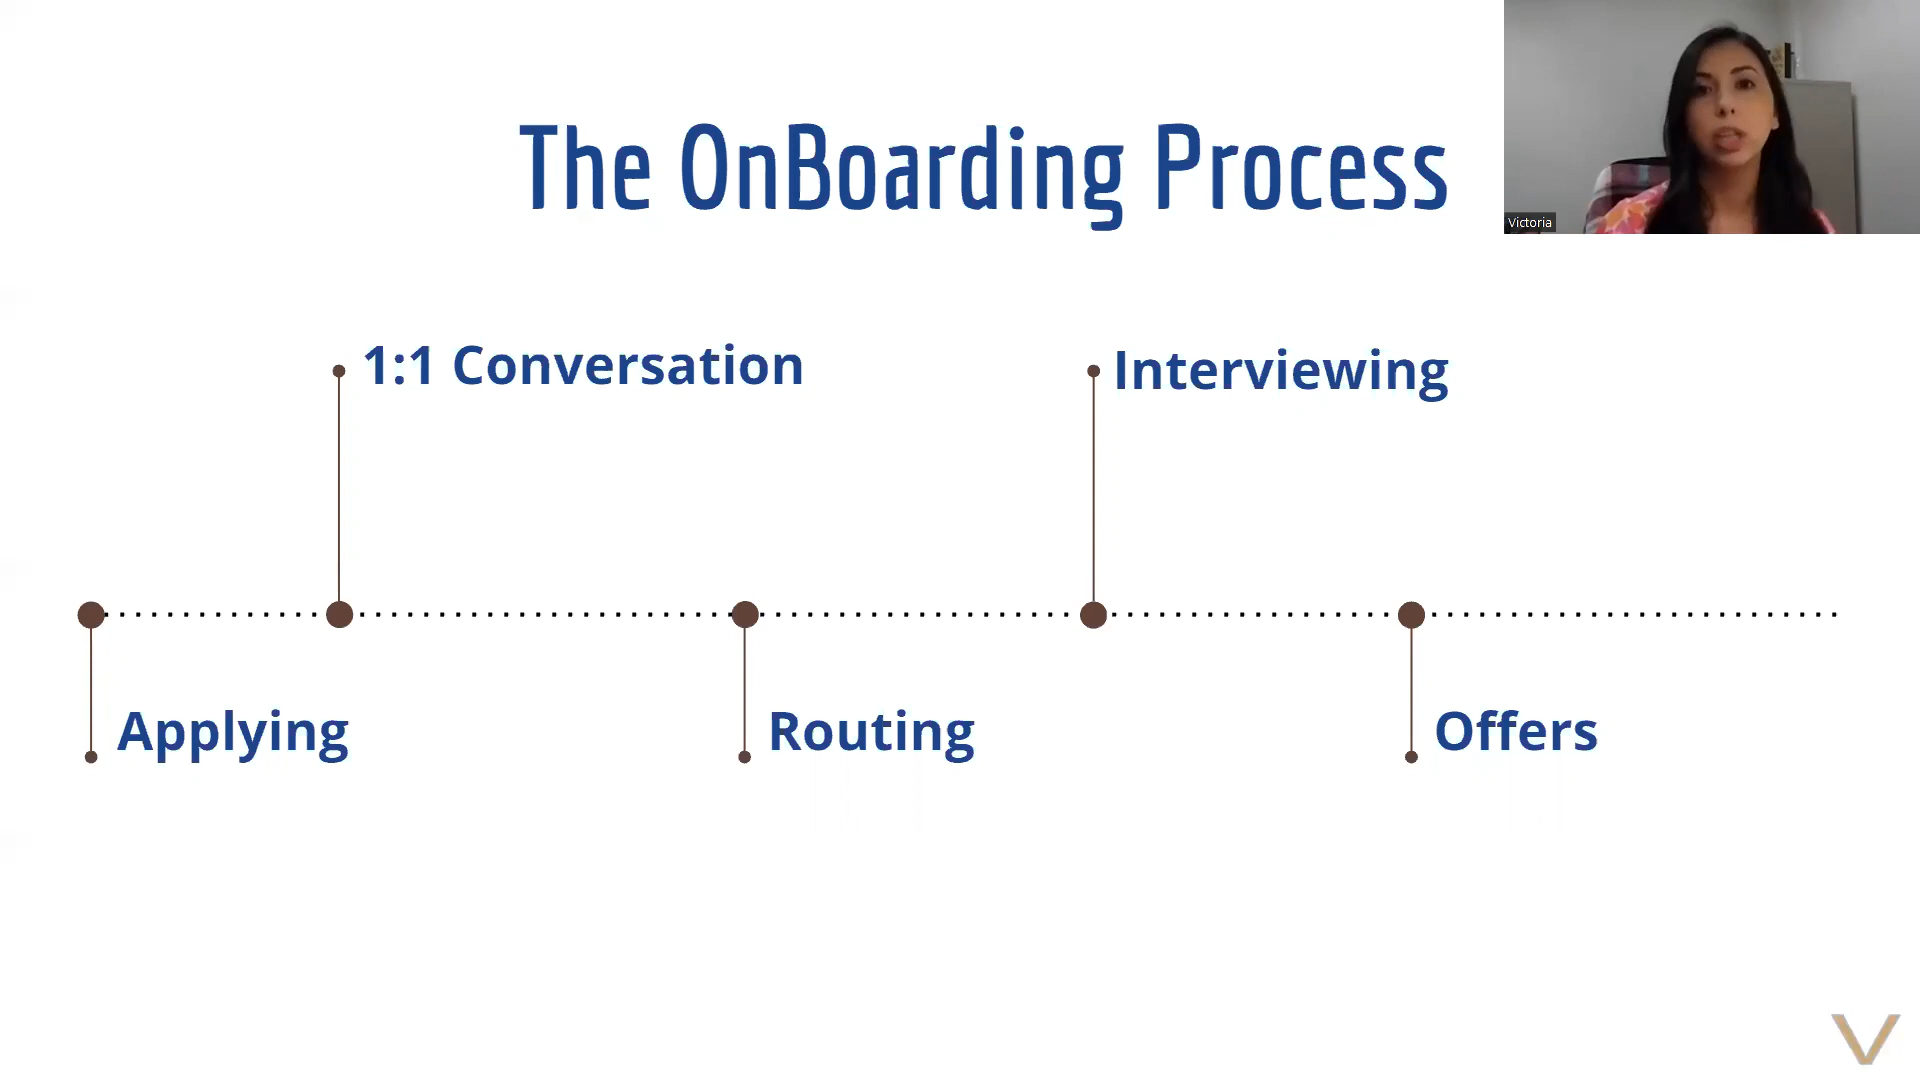 The OnBoarding Process
Victoria
1:1 Conversation
Interviewing
Applying
Routing
Offers
V